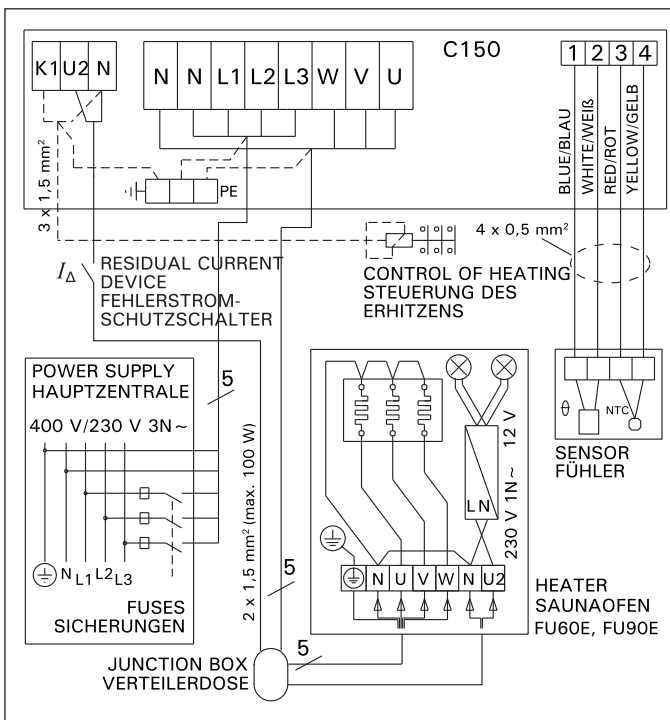 C150
K1 U2 N
N N L1 L2 L3 W V U
1 2 3 4
BLUE/BLAU
WHITE/WEIß
RED/ROT
YELLOW/GELB
3 x 1,5 mm²
PE
4 x 0,5 mm²
I∆
RESIDUAL CURRENT
DEVICE
FEHLERSTROM-
SCHUTZSCHALTER
CONTROL OF HEATING
STEUERUNG DES
ERHITZENS
POWER SUPPLY
HAUPTZENTRALE
400 V/230 V 3N~
N L1 L2 L3
FUSES
SICHERUNGEN
5
2 x 1,5 mm² (max. 100 W)
5
5
JUNCTION BOX
VERTEILERDOSE
12 V
L N
230 V 1N~
N U V W N U2
HEATER
SAUNAOFEN
FU60E, FU90E
θ
NTC
SENSOR
FÜHLER